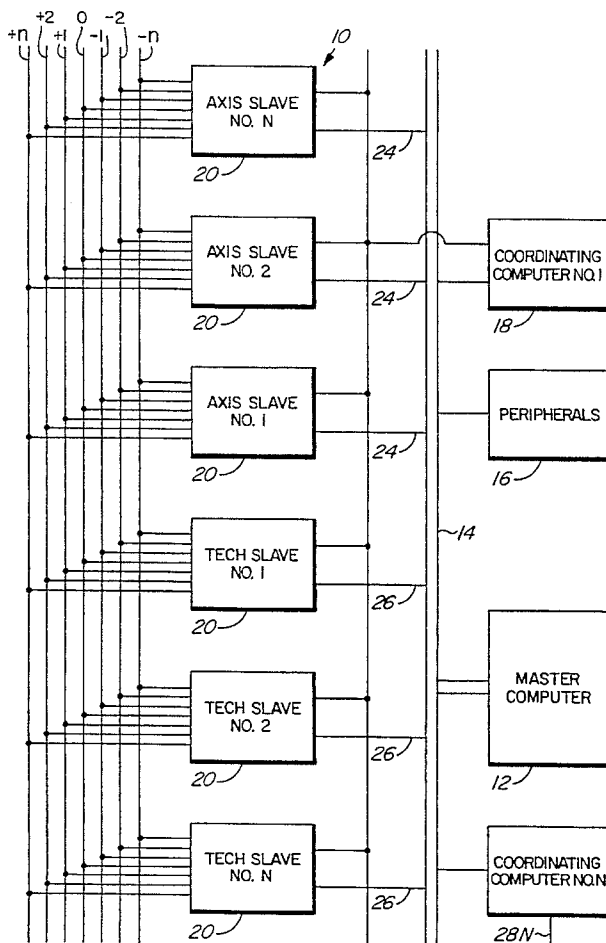 +n
+2
+1
0
-1
-2
-n
10
AXIS SLAVE
NO. N
20
24
AXIS SLAVE
NO. 2
20
24
COORDINATING
COMPUTER NO. 1
18
AXIS SLAVE
NO. 1
20
24
PERIPHERALS
16
14
TECH SLAVE
NO. 1
20
26
MASTER
COMPUTER
12
TECH SLAVE
NO. 2
20
26
TECH SLAVE
NO. N
20
26
COORDINATING
COMPUTER NO. N
28N